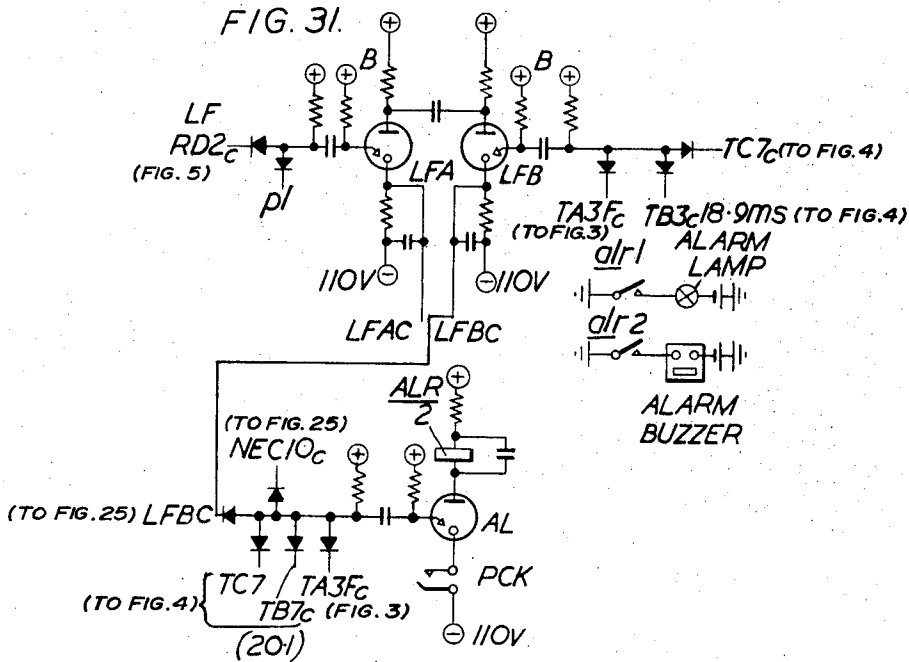 FIG. 31.
B
B
LF
RD2c
(FIG. 5)
p1
LFA
LFB
TC7c (TO FIG. 4)
TA3Fc
(TO FIG. 3)
TB3c 18·9ms (TO FIG. 4)
110V
110V
LFAC
LFBC
alr1
ALARM
LAMP
alr2
ALARM
BUZZER
ALR
2
(TO FIG. 25)
NEC10c
(TO FIG. 25) LFBC
AL
TC7
TB7c
TA3Fc
(TO FIG. 4)
(FIG. 3)
(20·1)
PCK
110V